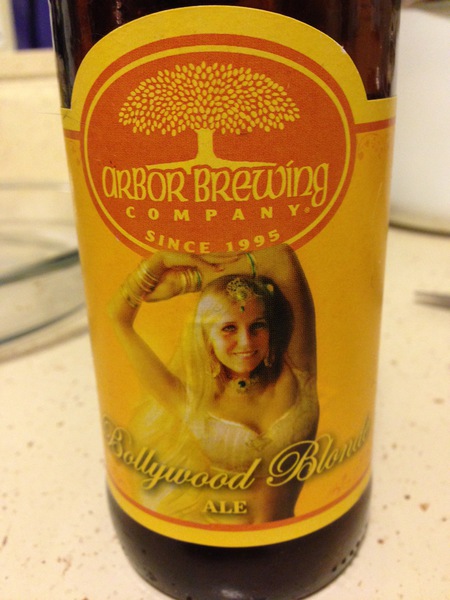 arBOR BREWING
COMPANY®
SINCE 1995
Bollywood Blonde
ALE